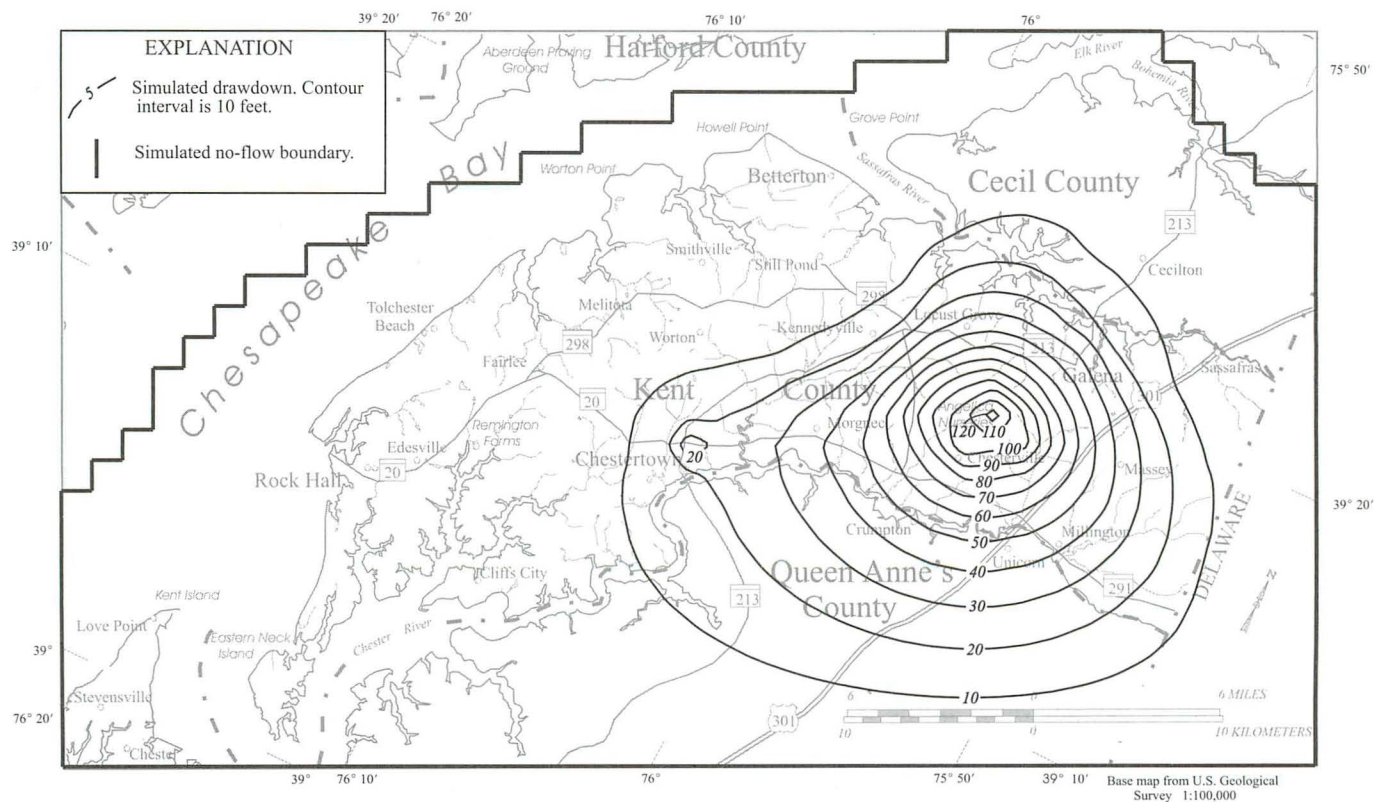 39° 20′ 76° 20′ 76° 10′ 76°
75° 50′
EXPLANATION
5
Simulated drawdown. Contour
interval is 10 feet.
Simulated no-flow boundary.
Aberdeen Proving
Ground
Harford County
Elk River
Bohemia River
Howell Point
Grove Point
Worton Point
Sassafras River
Chesapeake Bay
Betterton
Cecil County
213
39° 10′
Smithville
Still Pond
Cecilton
298
Melitota
Tolchester
Beach
Worton
Kennedyville
Locust Grove
298
213
Fairlee
Galena
Sassafras
Kent County
301
20
Angelica
Nurseries
Morgnec
120 110
100
Remington
Farms
Edesville
Chestertown
20
Chesterville
Massey
90
80
20
Rock Hall
70
60
39° 20′
Crumpton
Millington
50
Unicorn
DELAWARE
40
Cliffs City
Queen Anne's
County
291
213
30
N
Kent Island
Love Point
Eastern Neck
Island
Chester River
39°
20
10
6 0 6 MILES
Stevensville
10 0 10 KILOMETERS
76° 20′
301
Chester
39° 10′ 76° 10′ 76° 75° 50′ 39° 10′
Base map from U.S. Geological
Survey 1:100,000